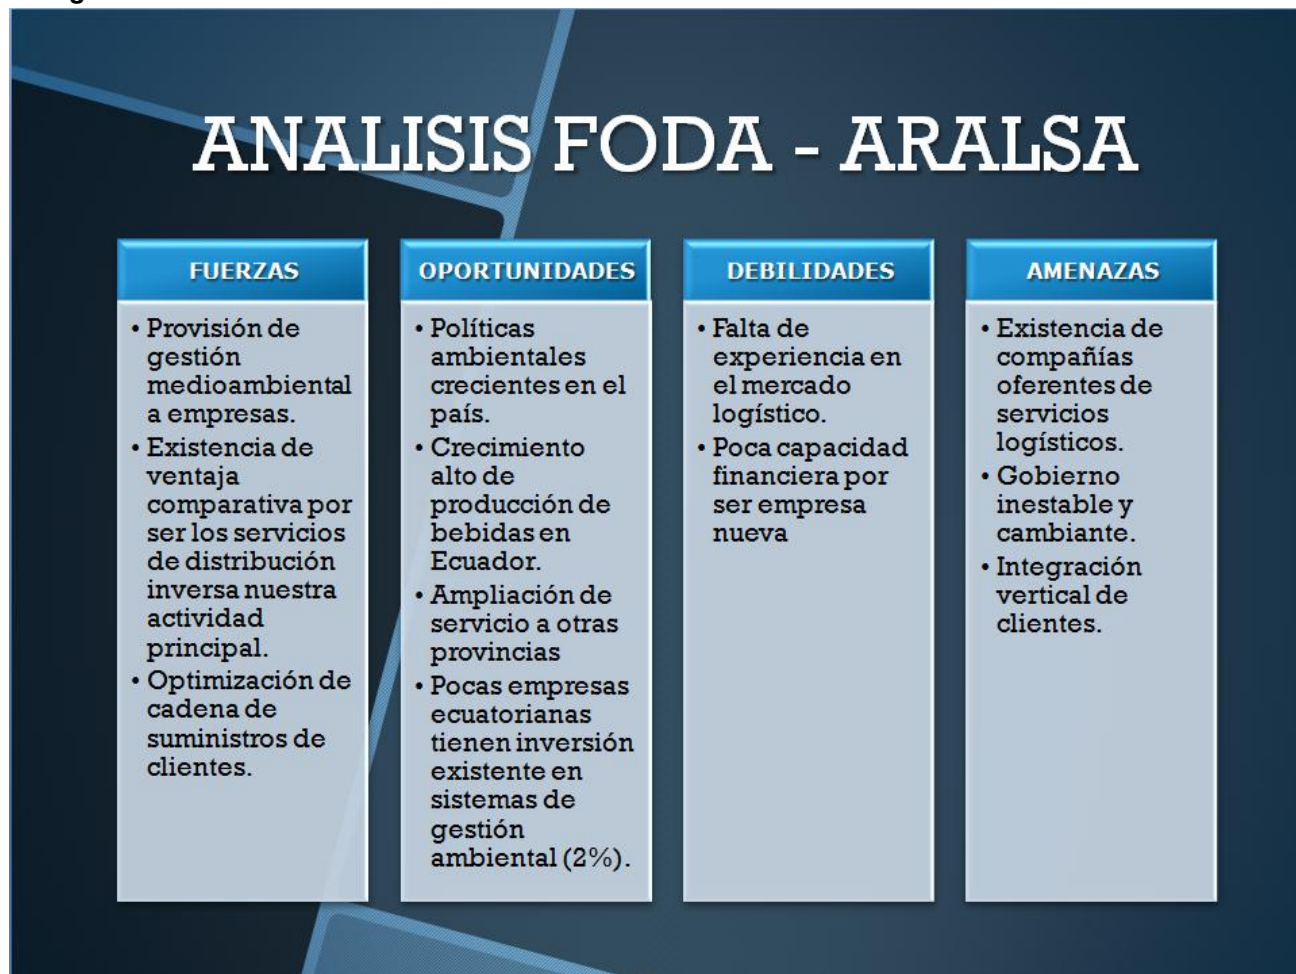 ANALISIS FODA - ARALSA
FUERZAS
• Provisión de
gestión
medioambiental
a empresas.
• Existencia de
ventaja
comparativa por
ser los servicios
de distribución
inversa nuestra
actividad
principal.
• Optimización de
cadena de
suministros de
clientes.
OPORTUNIDADES
• Políticas
ambientales
crecientes en el
país.
• Crecimiento
alto de
producción de
bebidas en
Ecuador.
• Ampliación de
servicio a otras
provincias
• Pocas empresas
ecuatorianas
tienen inversión
existente en
sistemas de
gestión
ambiental (2%).
DEBILIDADES
• Falta de
experiencia en
el mercado
logístico.
• Poca capacidad
financiera por
ser empresa
nueva
AMENAZAS
• Existencia de
compañías
oferentes de
servicios
logísticos.
• Gobierno
inestable y
cambiante.
• Integración
vertical de
clientes.